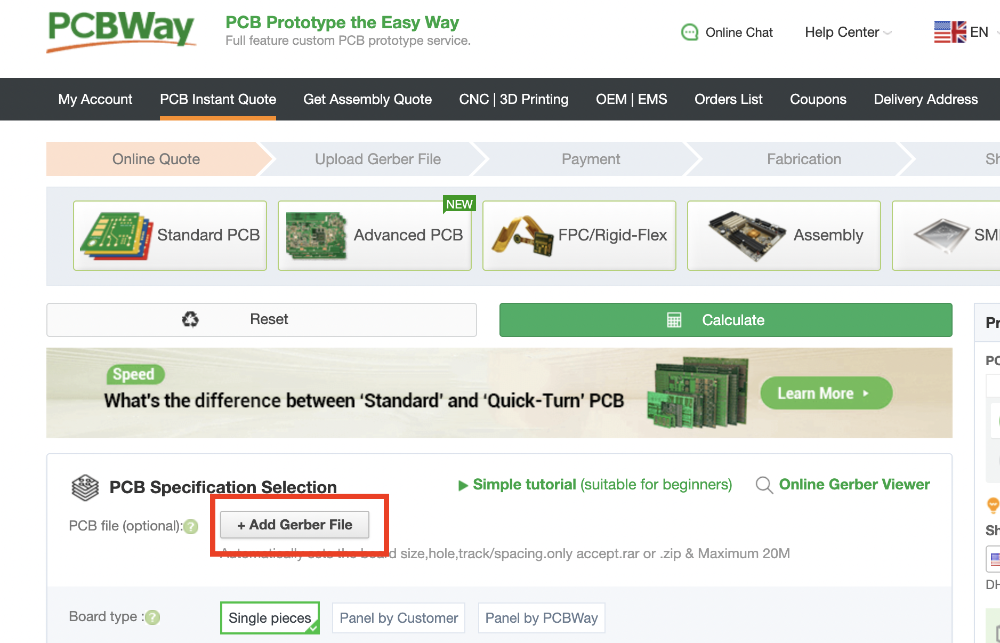 PCBWay
PCB Prototype the Easy Way
Full feature custom PCB prototype service.
Online Chat
Help Center
EN
My Account
PCB Instant Quote
Get Assembly Quote
CNC | 3D Printing
OEM | EMS
Orders List
Coupons
Delivery Address
Online Quote
Upload Gerber File
Payment
Fabrication
Sh
Standard PCB
NEW
Advanced PCB
FPC/Rigid-Flex
Assembly
SM
Reset
Calculate
Pr
PC
Speed
What's the difference between 'Standard' and 'Quick-Turn' PCB
Learn More
PCB Specification Selection
Simple tutorial (suitable for beginners)
Online Gerber Viewer
PCB file (optional):?
+ Add Gerber File
Automatically sets the board size,hole,track/spacing.only accept.rar or .zip & Maximum 20M
Sh
DH
Board type :?
Single pieces
Panel by Customer
Panel by PCBWay